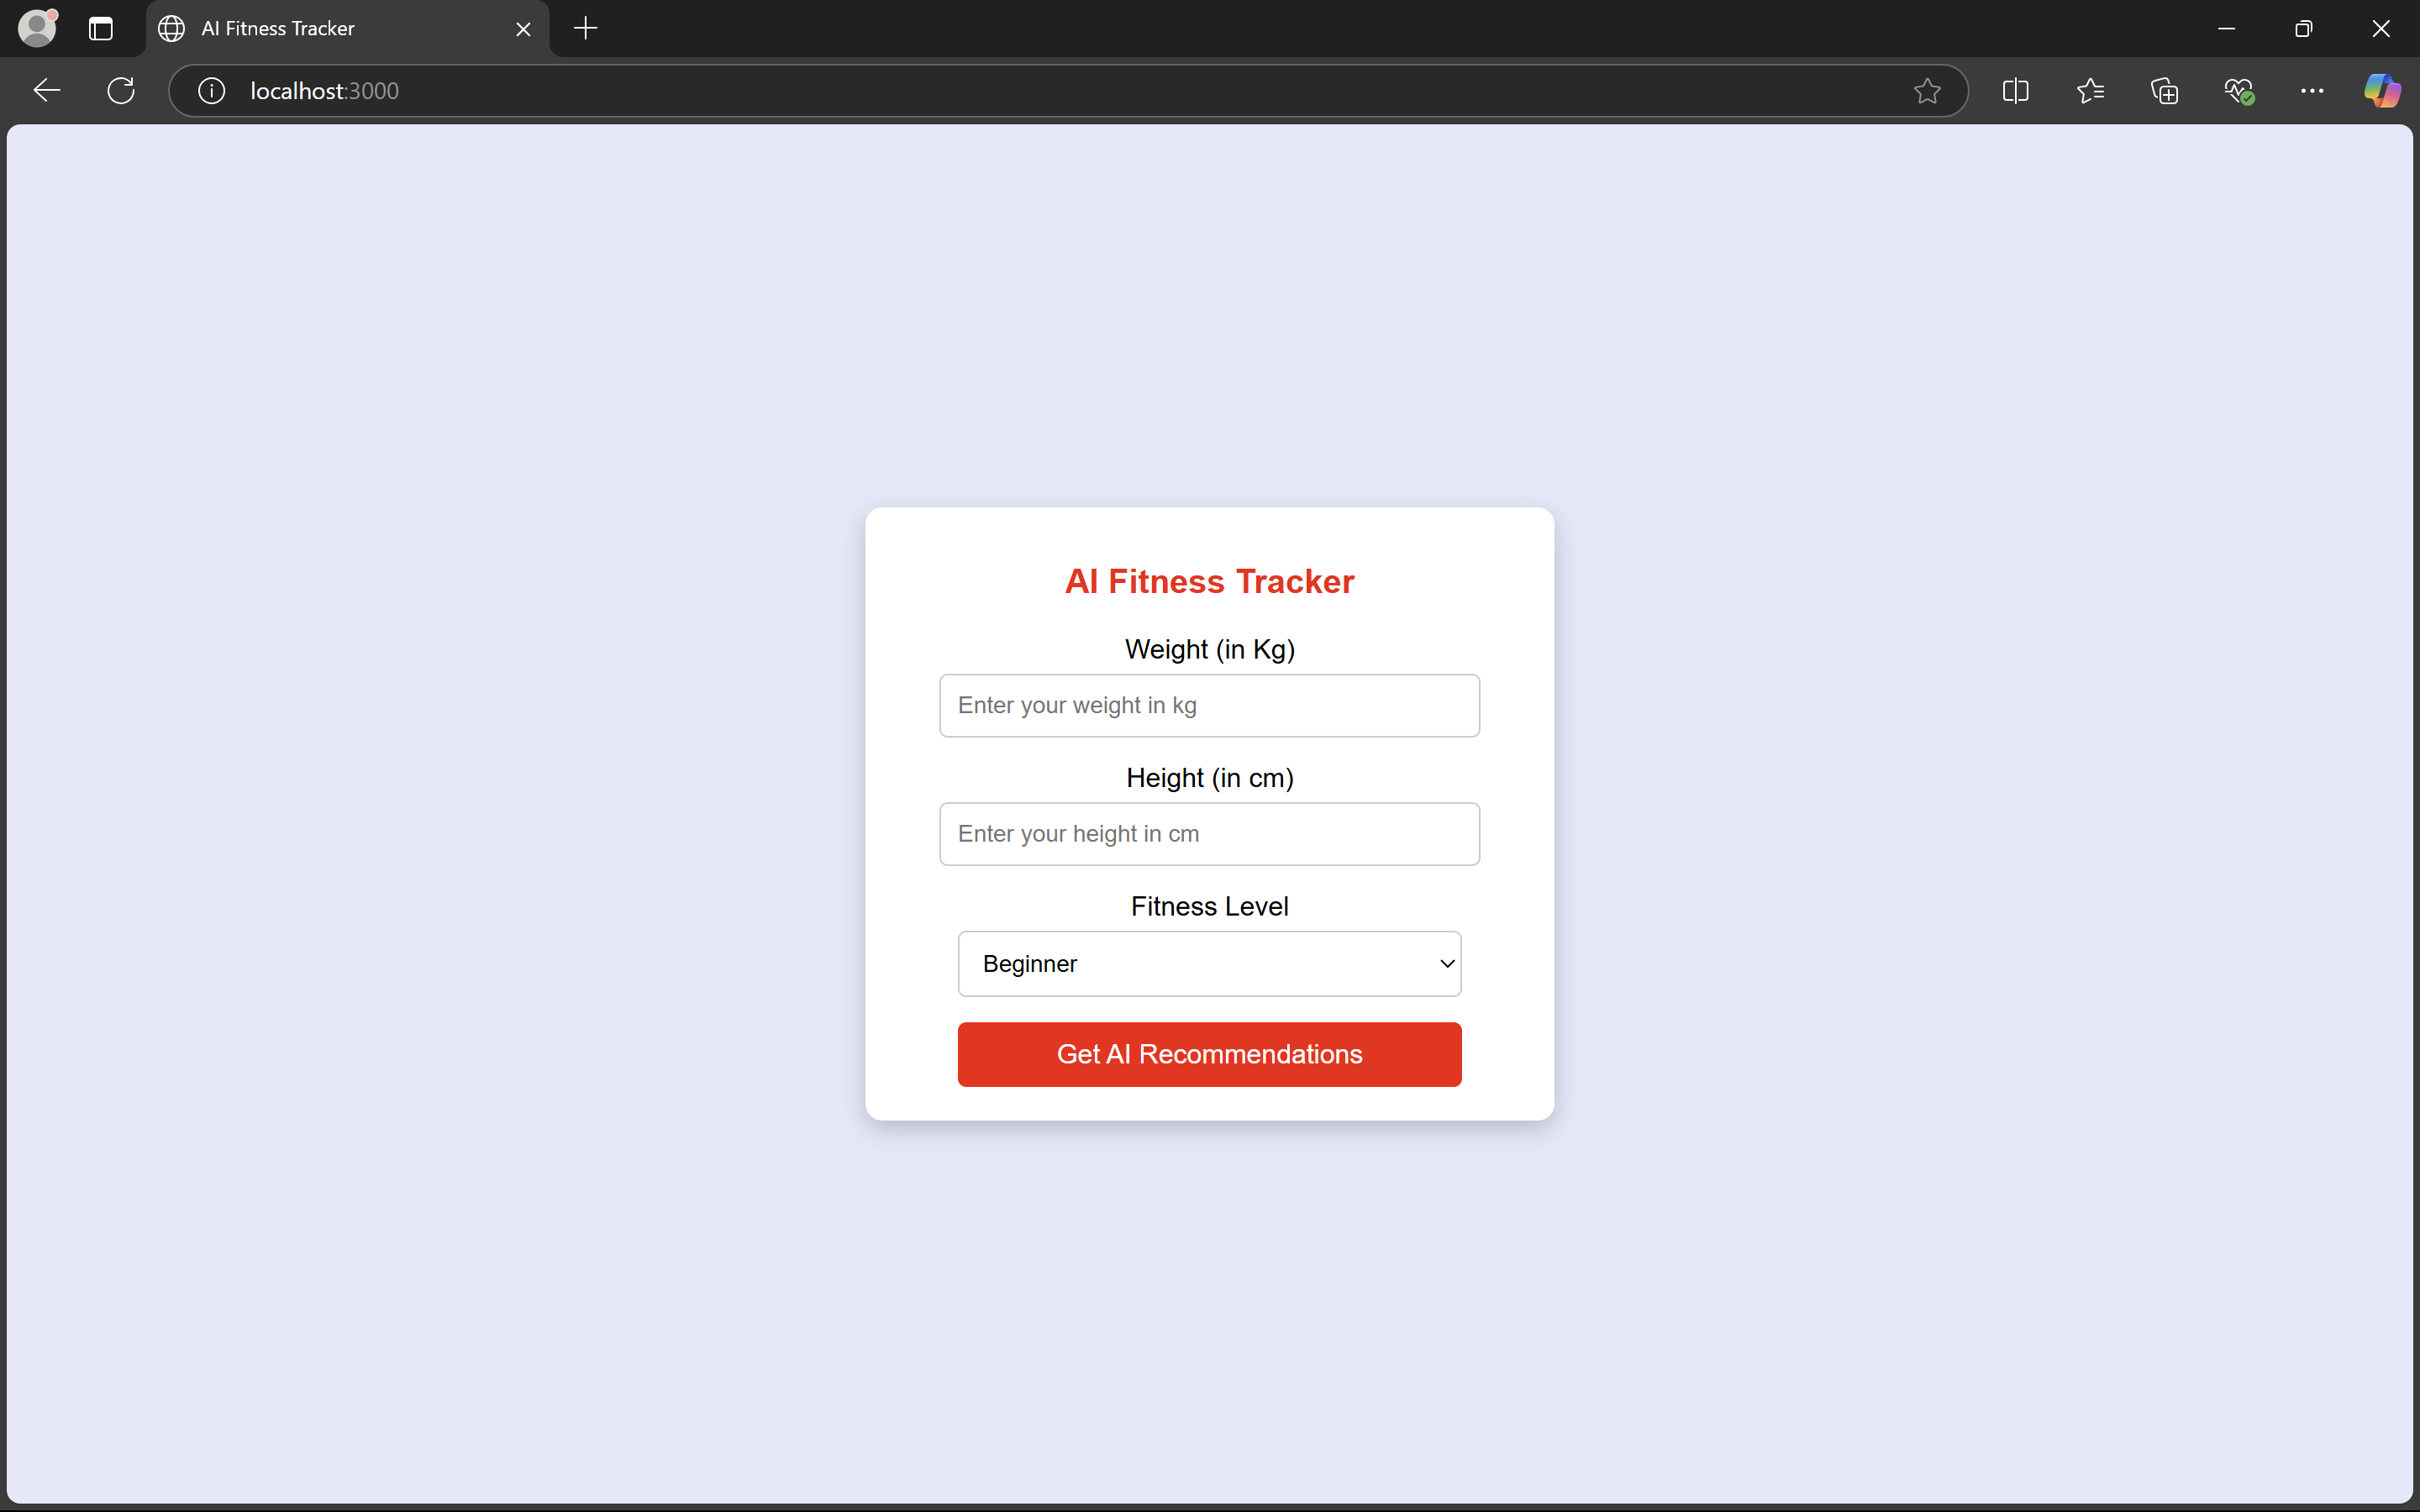 AI Fitness Tracker
localhost:3000
AI Fitness Tracker
Weight (in Kg)
Enter your weight in kg
Height (in cm)
Enter your height in cm
Fitness Level
Beginner
Get AI Recommendations